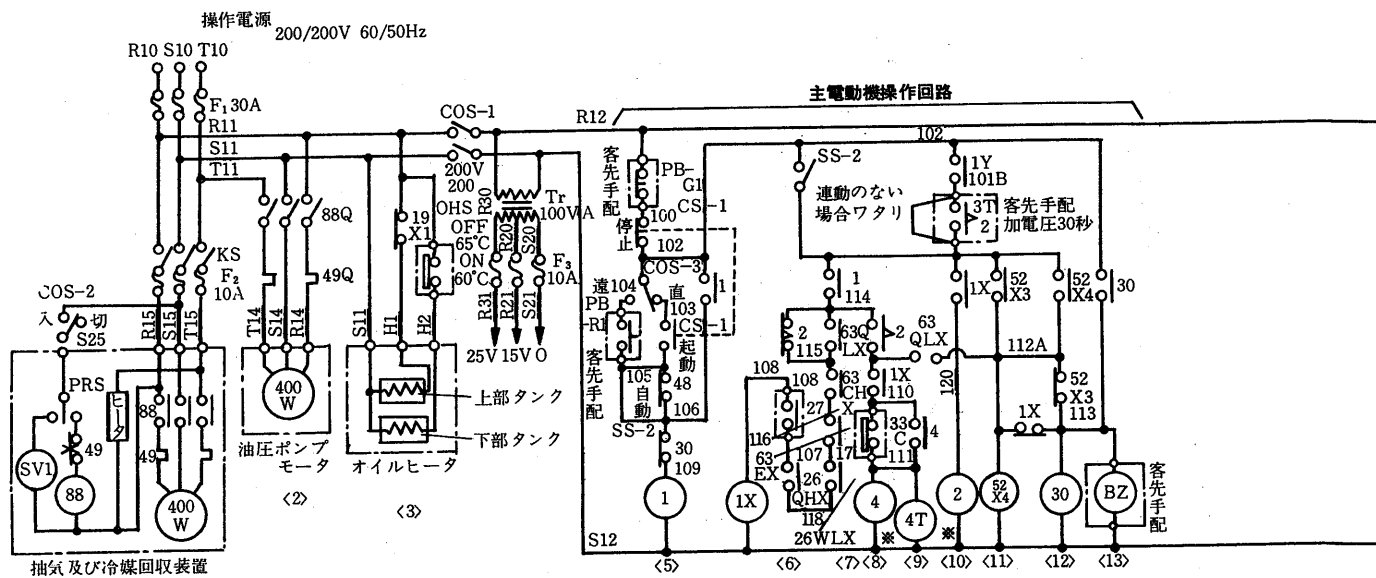 操作電源
200/200V 60/50Hz
R10 S10 T10
F₁30A
R11
S11
T11
COS-1
200V
200
R12
主電動機操作回路
102
KS
F₂
10A
COS-2
入
切
S25
R15
S15
T15
88Q
49Q
T14
S14
R14
S11
H1
H2
19
X1
OHS
OFF
65℃
ON
60℃
R30
R20
S20
Tr
100VA
F₃
10A
R31
R21
S21
25V 15V 0
PRS
ヒータ
88
49
49
SV1
88
400
W
抽気及び冷媒回収装置
400
W
油圧ポンプ
モータ
〈2〉
上部タンク
下部タンク
オイルヒータ
〈3〉
客先手配
PB-
G1
100
CS-1
停止
102
COS-3
遠
104
直
103
PB
-R1
CS-1
起動
客先手配
105
自動
48
106
SS-2
30
109
1
1
〈5〉
S12
SS-2
連動のない
場合ワタリ
1Y
101B
3T
2
客先手配
加電圧30秒
1
114
2
115
63Q
LX
2
63
QLX
108
108
63
CH
1X
110
27
X
116
33
C
4
63
EX
107
17
111
26
QHX
118
26WLX
1X
〈6〉
〈7〉
4
※
〈8〉
4T
〈9〉
1X
120
2
※
〈10〉
52
X3
52
X4
30
112A
52
X3
113
1X
52
X4
〈11〉
30
〈12〉
BZ
客先手配
〈13〉